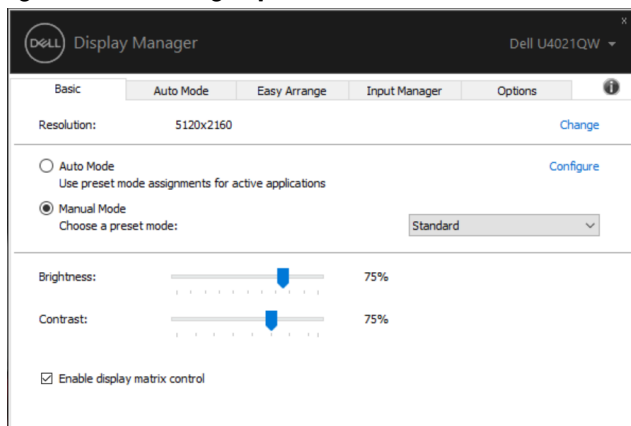 DELL Display Manager Dell U4021QW
x
Basic Auto Mode Easy Arrange Input Manager Options i
Resolution: 5120x2160 Change
Auto Mode Configure
Use preset mode assignments for active applications
Manual Mode
Choose a preset mode: Standard
Brightness: 75%
Contrast: 75%
Enable display matrix control